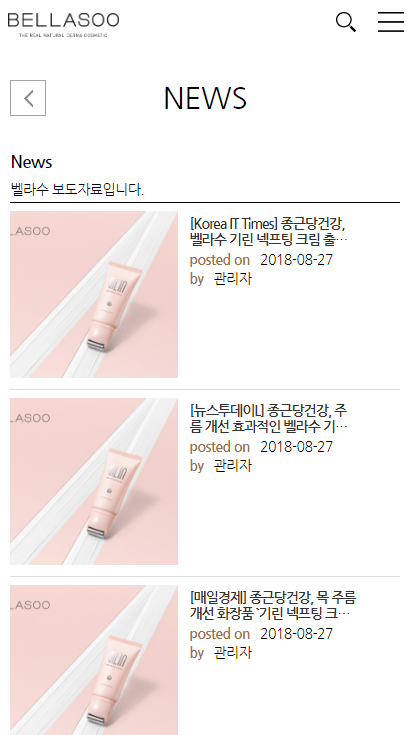 BELLASOO
THE REAL NATURAL DERMA COSMETIC
NEWS
News
벨라수 보도자료입니다.
LASOO
[Korea IT Times] 종근당건강,
벨라수 기린 넥프팅 크림 출…
posted on 2018-08-27
by 관리자
LASOO
[뉴스투데이L] 종근당건강, 주
름 개선 효과적인 벨라수 기…
posted on 2018-08-27
by 관리자
LASOO
[매일경제] 종근당건강, 목 주름
개선 화장품 '기린 넥프팅 크…
posted on 2018-08-27
by 관리자